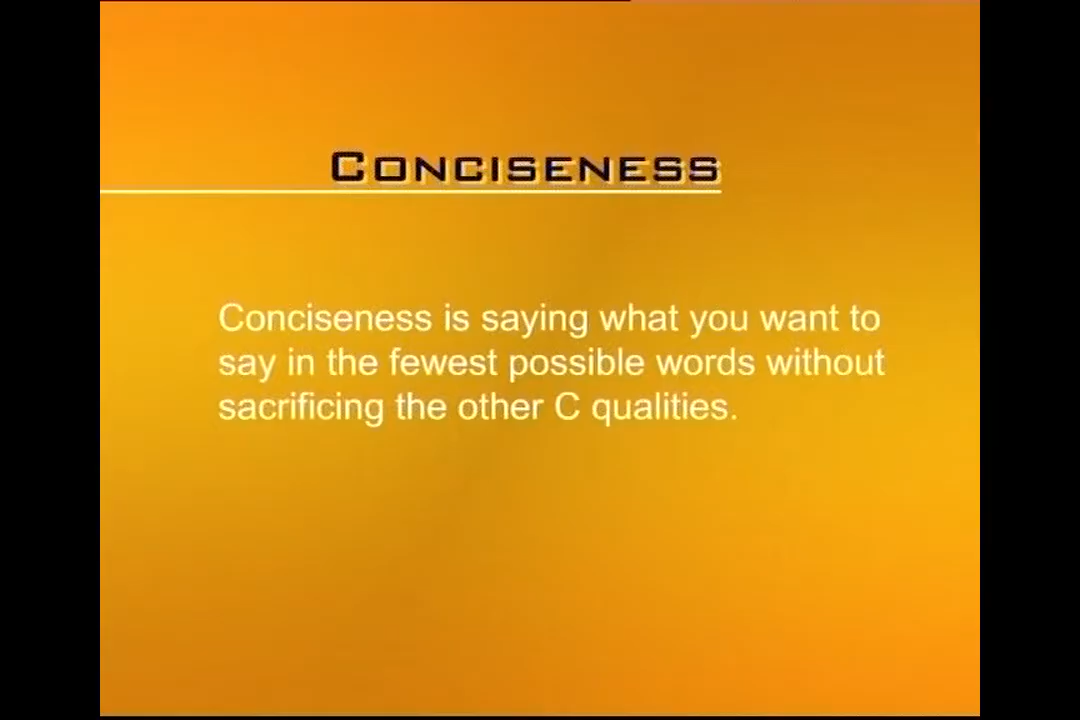 CONCISENESS
Conciseness is saying what you want to
say in the fewest possible words without
sacrificing the other C qualities.